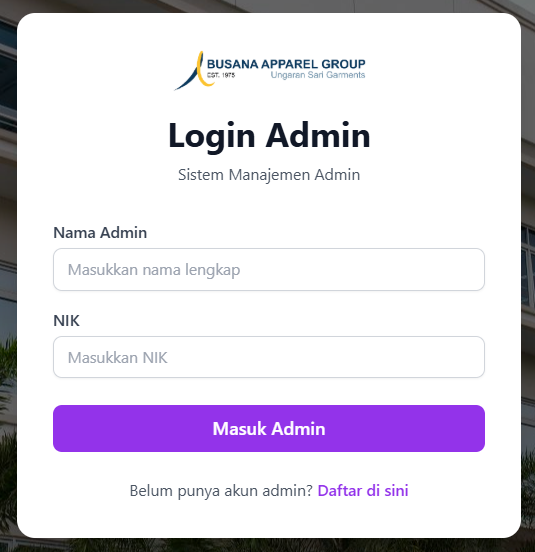 BUSANA APPAREL GROUP
EST. 1975
Ungaran Sari Garments
Login Admin
Sistem Manajemen Admin
Nama Admin
Masukkan nama lengkap
NIK
Masukkan NIK
Masuk Admin
Belum punya akun admin? Daftar di sini